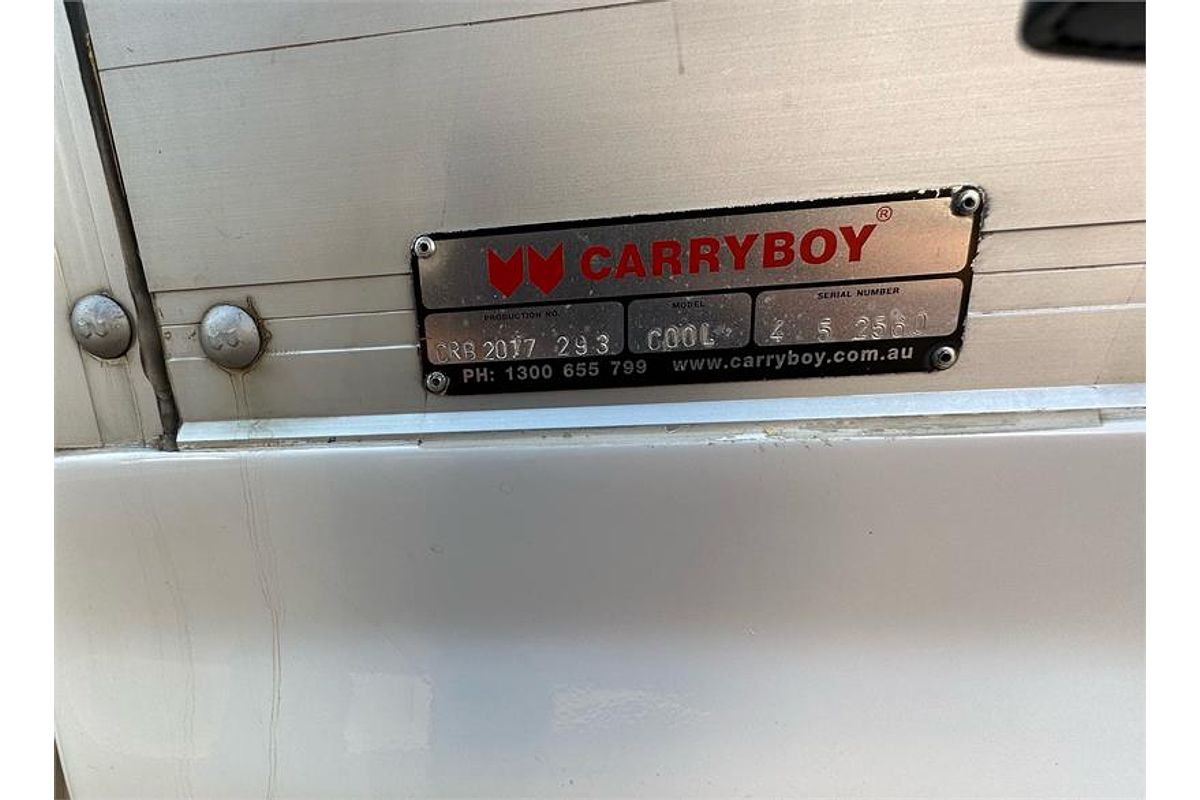 CARRYBOY®
PRODUCTION NO. MODEL SERIAL NUMBER
CRB 2017 293 COOL 4 5 2560
PH: 1300 655 799 www.carryboy.com.au